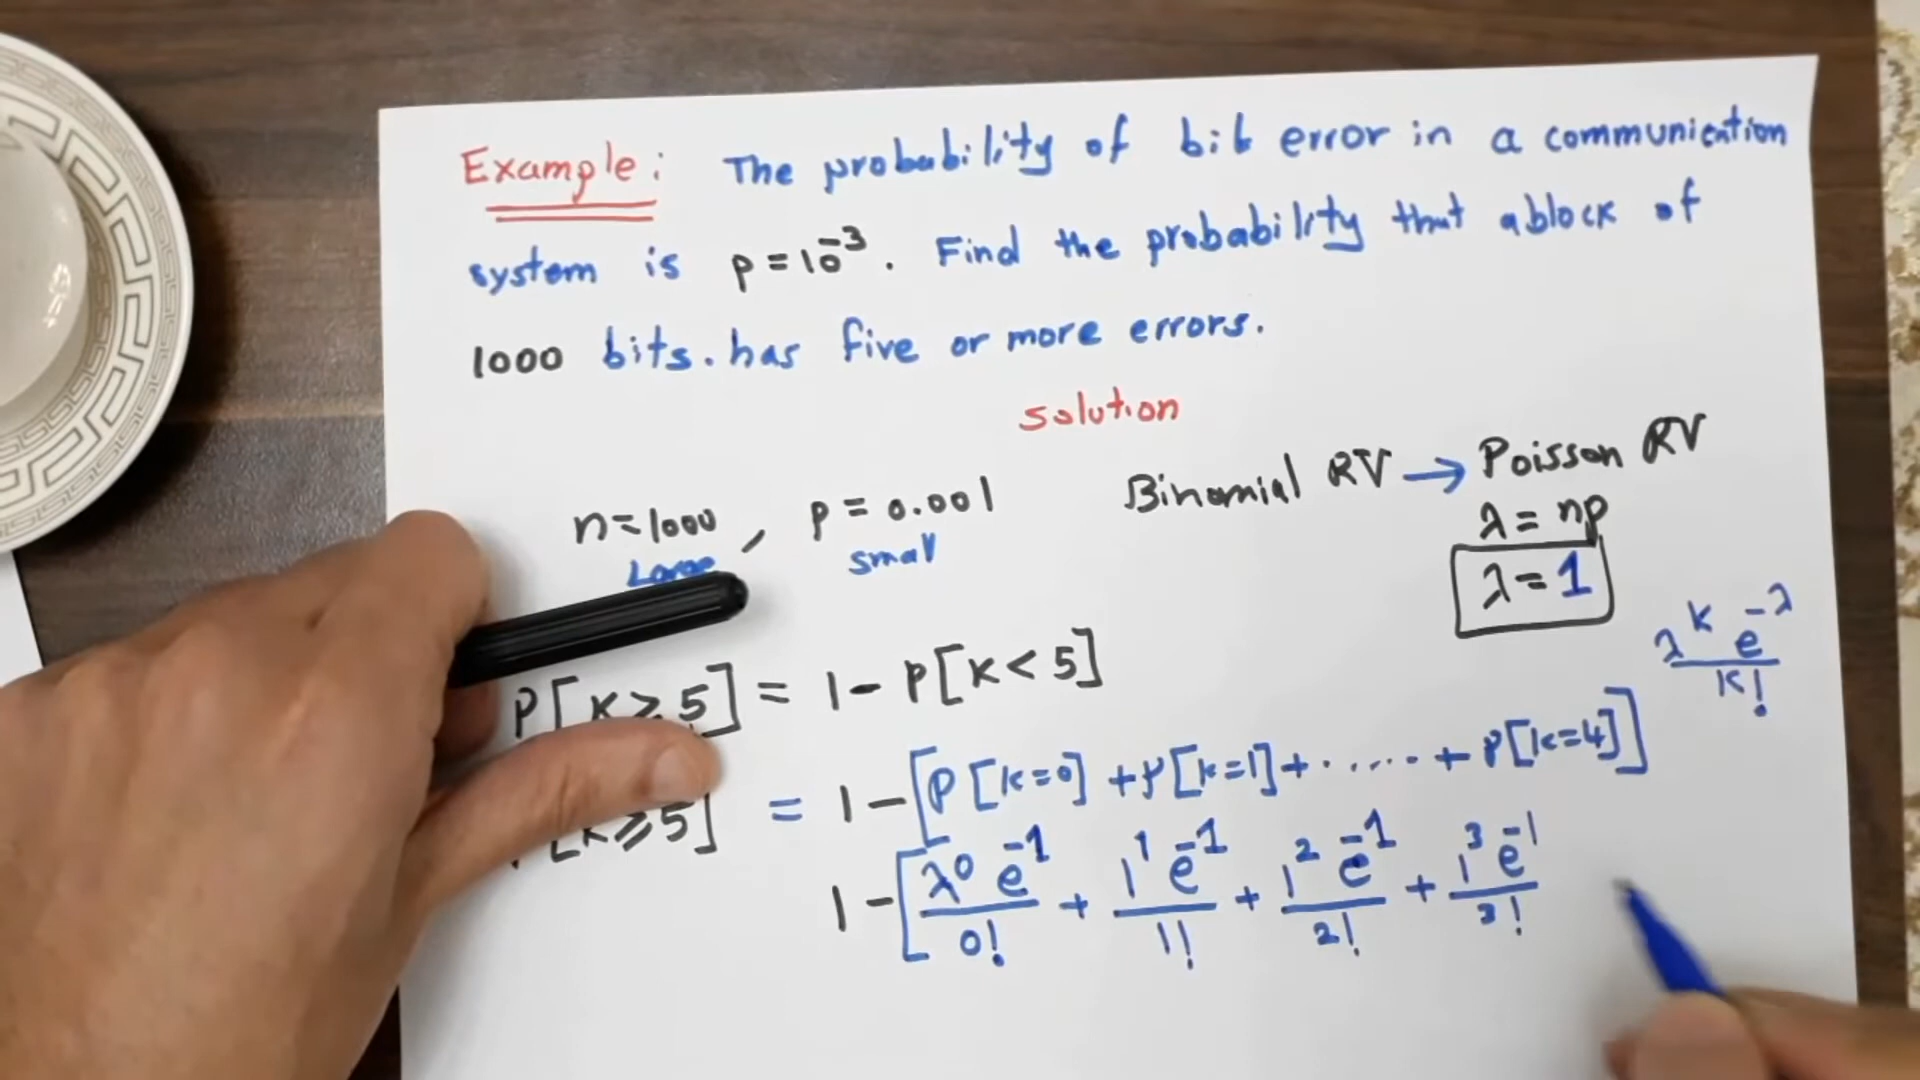 Example: The probability of bit error in a communication
system is p = 10^-3. Find the probability that a block of
1000 bits. has five or more errors.
solution
n=1000, p = 0.001 Binomial RV → Poisson RV
Large small λ = np
λ = 1
λ^k e^-λ / k!
P[K ≥ 5] = 1 - P[K < 5]
P[K ≥ 5] = 1 - [P[k=0] + P[k=1] + ..... + P[k=4]]
1 - [λ^0 e^-1 / 0! + 1^1 e^-1 / 1! + 1^2 e^-1 / 2! + 1^3 e^-1 / 3!